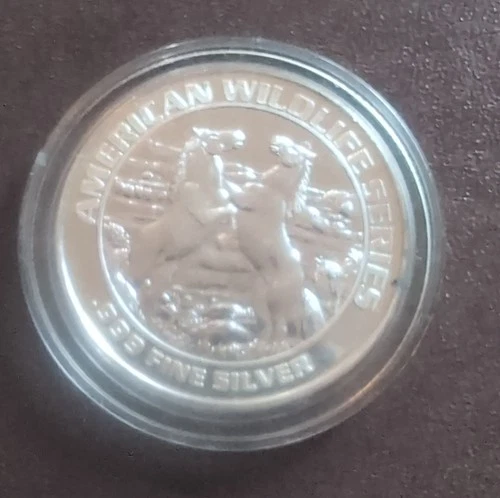 AMERICAN WILDLIFE SERIES
.999 FINE SILVER